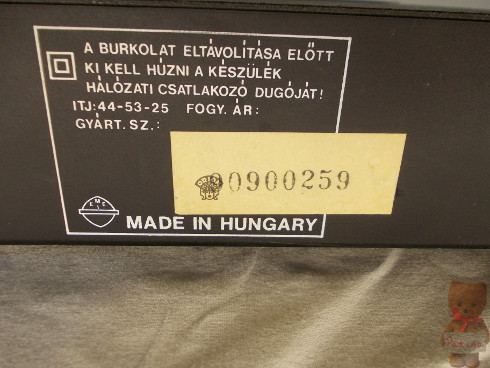 A BURKOLAT ELTÁVOLÍTÁSA ELŐTT
KI KELL HÚZNI A KÉSZÜLÉK
HÁLÓZATI CSATLAKOZÓ DUGÓJÁT!
ITJ: 44-53-25 FOGY. ÁR:
GYÁRT. SZ.:
00900259
MADE IN HUNGARY